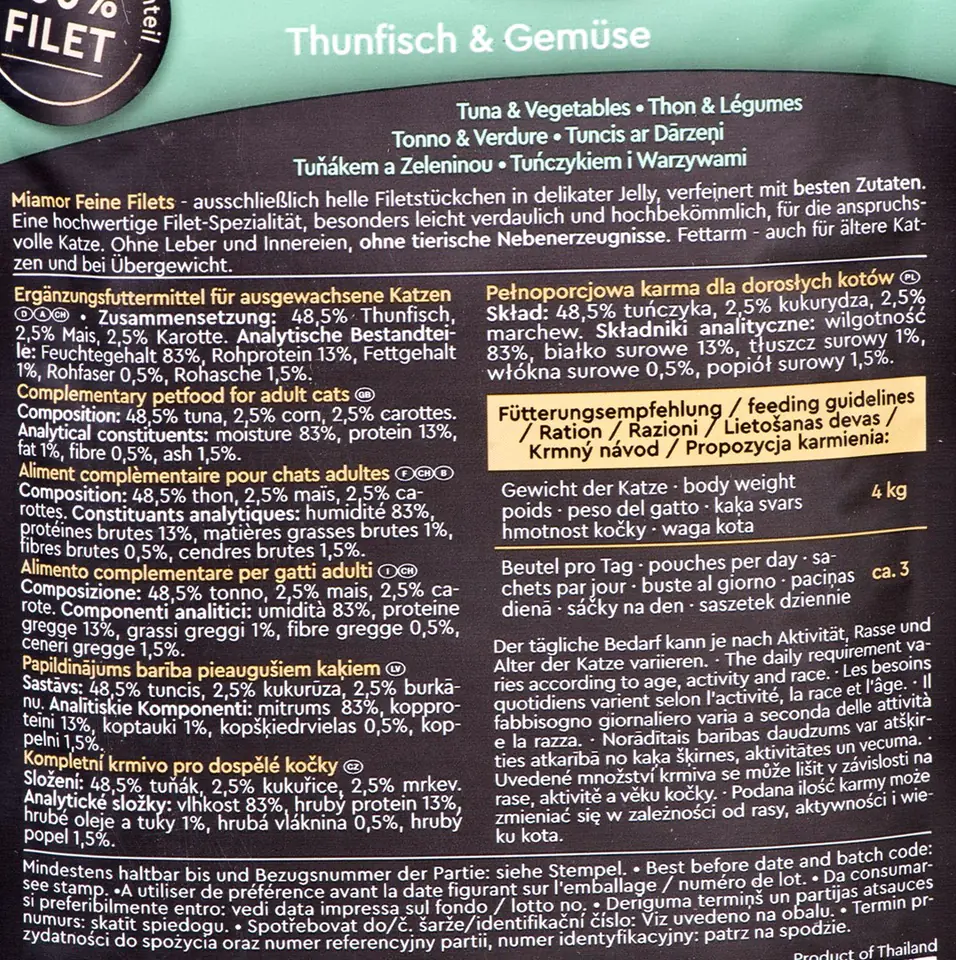 FILET
Thunfisch & Gemüse
Tuna & Vegetables • Thon & Légumes
Tonno & Verdure • Tuncis ar Dārzeņi
Tuňákem a Zeleninou • Tuńczykiem i Warzywami
Miamor Feine Filets - ausschließlich helle Filetstückchen in delikater Jelly, verfeinert mit besten Zutaten.
Eine hochwertige Filet-Spezialität, besonders leicht verdaulich und hochbekömmlich, für die anspruchs-
volle Katze. Ohne Leber und Innereien, ohne tierische Nebenerzeugnisse. Fettarm - auch für ältere Kat-
zen und bei Übergewicht.
Ergänzungsfuttermittel für ausgewachsene Katzen
D A CH • Zusammensetzung: 48,5% Thunfisch,
2,5% Mais, 2,5% Karotte. Analytische Bestandtei-
le: Feuchtegehalt 83%, Rohprotein 13%, Fettgehalt
1%, Rohfaser 0,5%, Rohasche 1,5%.
Complementary petfood for adult cats GB
Composition: 48,5% tuna, 2,5% corn, 2,5% carottes.
Analytical constituents: moisture 83%, protein 13%,
fat 1%, fibre 0,5%, ash 1,5%.
Aliment complèmentaire pour chats adultes F CH B
Composition: 48,5% thon, 2,5% maïs, 2,5% ca-
rottes. Constituants analytiques: humidité 83%,
protéines brutes 13%, matières grasses brutes 1%,
fibres brutes 0,5%, cendres brutes 1,5%.
Alimento complementare per gatti adulti I CH
Composizione: 48,5% tonno, 2,5% mais, 2,5% ca-
rote. Componenti analitici: umidità 83%, proteine
gregge 13%, grassi greggi 1%, fibre gregge 0,5%,
ceneri gregge 1,5%.
Papildinājums barība pieaugušiem kaķiem LV
Sastāvs: 48,5% tuncis, 2,5% kukurūza, 2,5% burkā-
nu. Analitiskie Komponenti: mitrums 83%, koppro-
teini 13%, koptauki 1%, kopšķiedrvielas 0,5%, kop-
pelni 1,5%.
Kompletní krmivo pro dospělé kočky CZ
Složení: 48,5% tuňák, 2,5% kukuřice, 2,5% mrkev.
Analytické složky: vlhkost 83%, hrubý protein 13%,
hrubé oleje a tuky 1%, hrubá vláknina 0,5%, hrubý
popel 1,5%.
Pełnoporcjowa karma dla dorosłych kotów PL
Skład: 48,5% tuńczyka, 2,5% kukurydza, 2,5%
marchew. Składniki analityczne: wilgotność
83%, białko surowe 13%, tłuszcz surowy 1%,
włókna surowe 0,5%, popiół surowy 1,5%.
Fütterungsempfehlung / feeding guidelines
/ Ration / Razioni / Lietošanas devas /
Krmný návod / Propozycja karmienia:
Gewicht der Katze · body weight
poids · peso del gatto · kaķa svars
hmotnost kočky · waga kota
4 kg
Beutel pro Tag · pouches per day · sa-
chets par jour · buste al giorno · paciņas
dienā · sáčky na den · saszetek dziennie
ca. 3
Der tägliche Bedarf kann je nach Aktivität, Rasse und
Alter der Katze variieren. · The daily requirement va-
ries according to age, activity and race. · Les besoins
quotidiens varient selon l'activité, la race et l'âge. · Il
fabbisogno giornaliero varia a seconda delle attività
e la razza. · Norādītais barības daudzums var atšķir-
ties atkarībā no kaķa šķirnes, aktivitātes un vecuma. ·
Uvedené množství krmiva se může lišit v závislosti na
rase, aktivitě a věku kočky. · Podana ilość karmy może
zmieniać się w zależności od rasy, aktywności i wie-
ku kota.
Mindestens haltbar bis und Bezugsnummer der Partie: siehe Stempel. • Best before date and batch code:
see stamp. •A utiliser de préférence avant la date figurant sur l'emballage / numéro de lot. • Da consumar-
si preferibilmente entro: vedi data impressa sul fondo / lotto no. • Derīguma termiņš un partijas atsauces
numurs: skatīt spiedogu. • Spotřebovat do/č. šarže/identifikační číslo: Viz uvedeno na obalu. • Termin pr-
zydatności do spożycia oraz numer referencyjny partii, numer identyfikacyjny: patrz na spodzie.
Product of Thailand